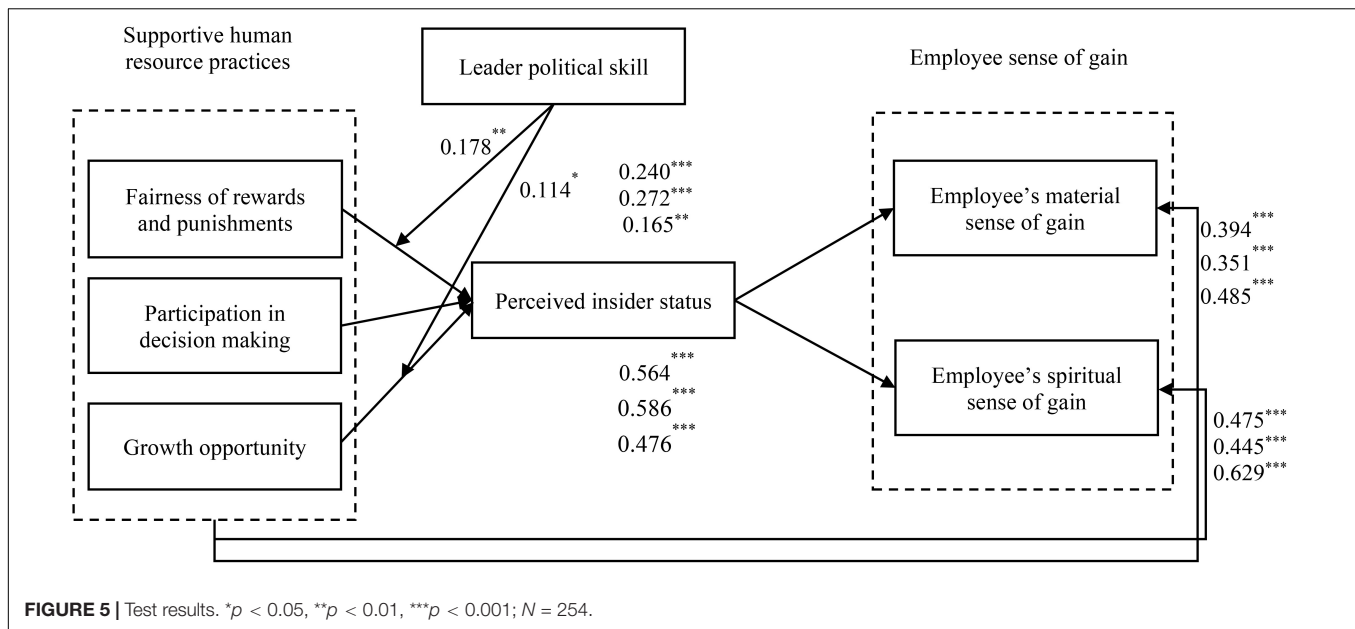 Supportive human
resource practices
Leader political skill
Employee sense of gain
0.178**
0.114*
0.240***
0.272***
0.165**
Fairness of rewards
and punishments
Participation in
decision making
Growth opportunity
Perceived insider status
0.564***
0.586***
0.476***
Employee's material
sense of gain
Employee's spiritual
sense of gain
0.394***
0.351***
0.485***
0.475***
0.445***
0.629***
FIGURE 5 | Test results. *p < 0.05, **p < 0.01, ***p < 0.001; N = 254.